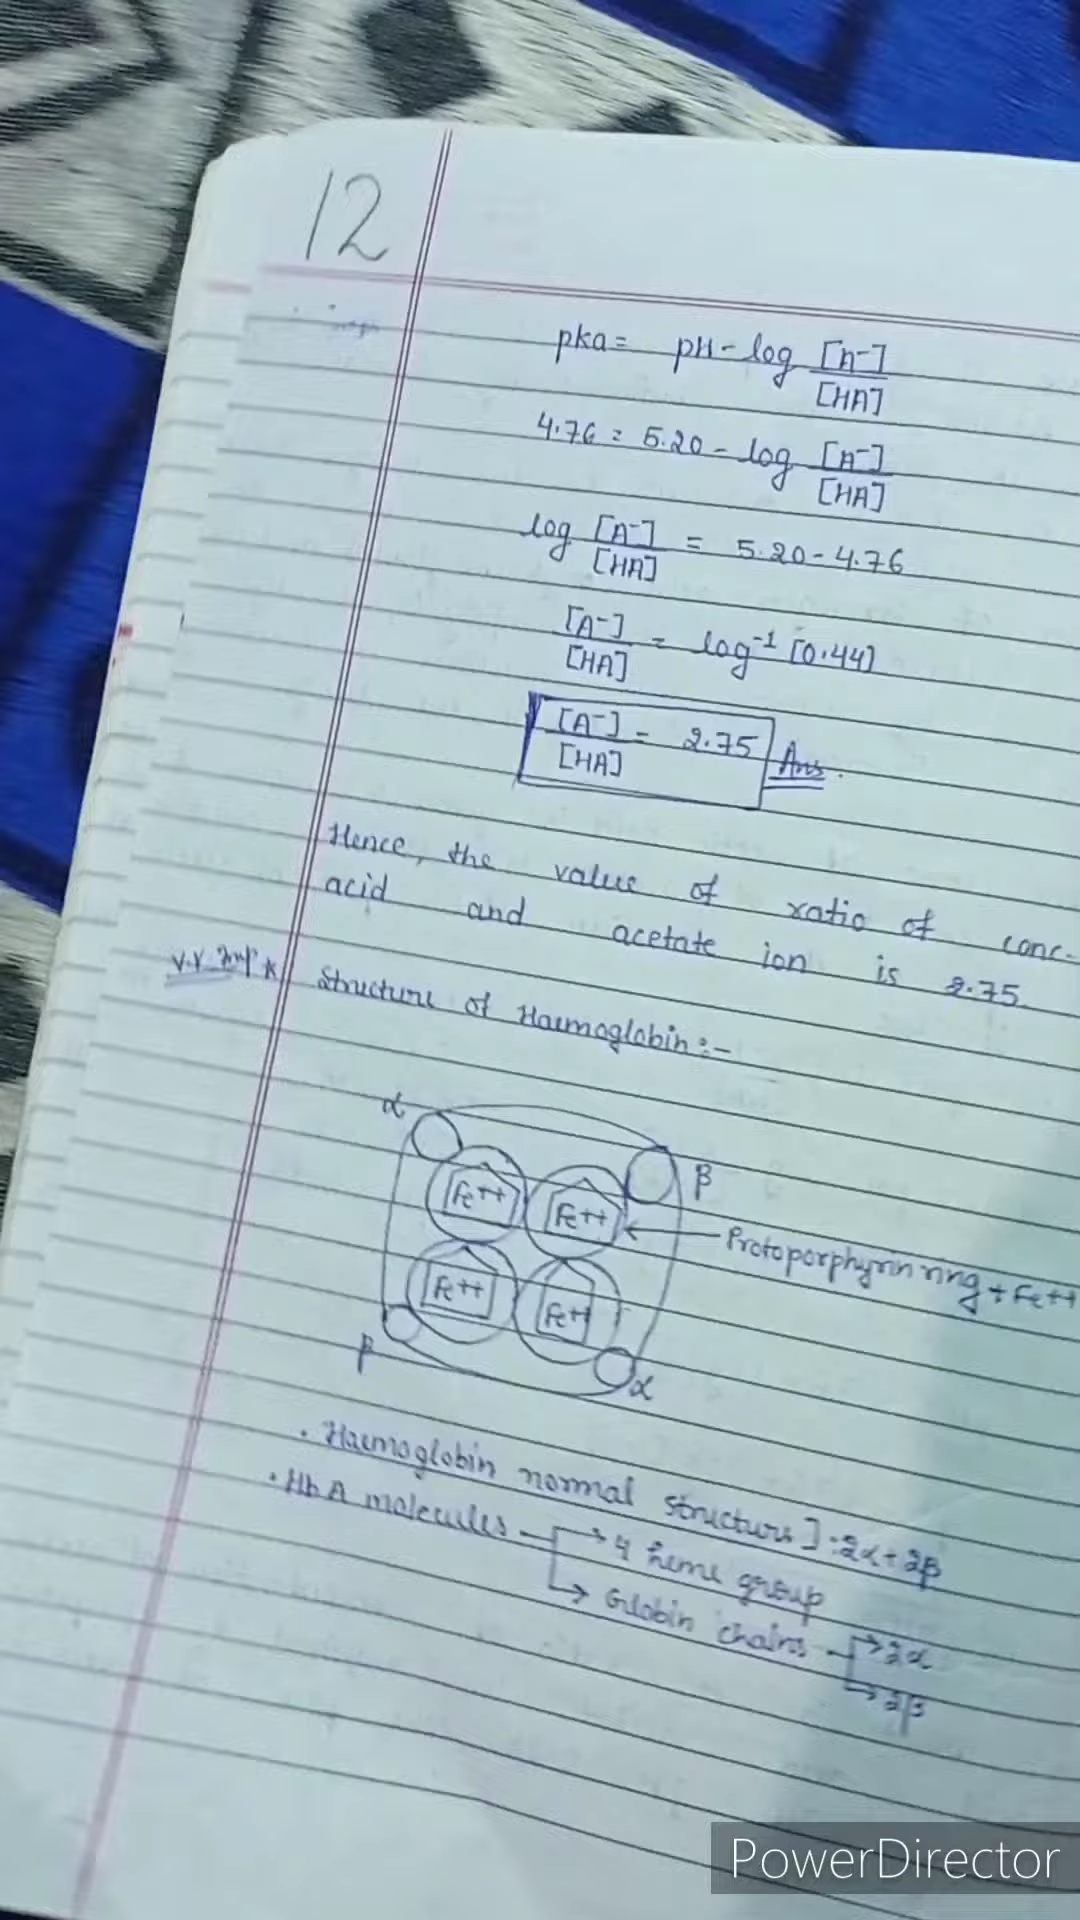 12
pka = pH - log [A-]/[HA]
4.76 = 5.20 - log [A-]/[HA]
log [A-]/[HA] = 5.20 - 4.76
[A-]/[HA] = log-1 [0.44]
[A-]/[HA] = 2.75 Ans.
Hence, the value of ratio of conc.
acid and acetate ion is 2.75
V.V. Imp * Structure of Haemoglobin :-
α
β
Fe++ Fe++
Protoporphyrin ring + Fe++
Fe++ Fe++
β
α
• Haemoglobin normal structure] : 2α + 2β
• HbA molecules → 4 heme group
→ Globin chains → 2α
→ 2β
PowerDirector